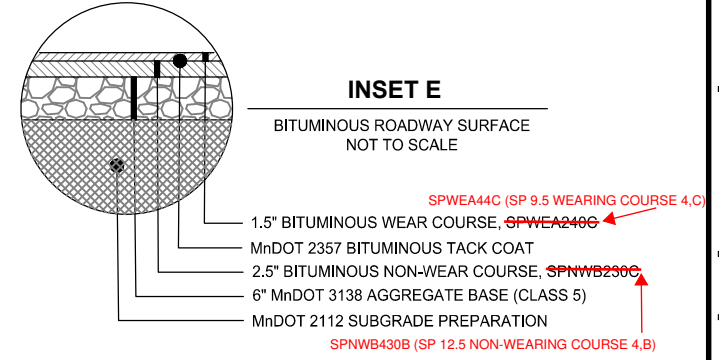 INSET E
BITUMINOUS ROADWAY SURFACE
NOT TO SCALE
SPWEA44C (SP 9.5 WEARING COURSE 4,C)
1.5" BITUMINOUS WEAR COURSE, SPWEA240C
MnDOT 2357 BITUMINOUS TACK COAT
2.5" BITUMINOUS NON-WEAR COURSE, SPNWB230C
6" MnDOT 3138 AGGREGATE BASE (CLASS 5)
MnDOT 2112 SUBGRADE PREPARATION
SPNWB430B (SP 12.5 NON-WEARING COURSE 4,B)